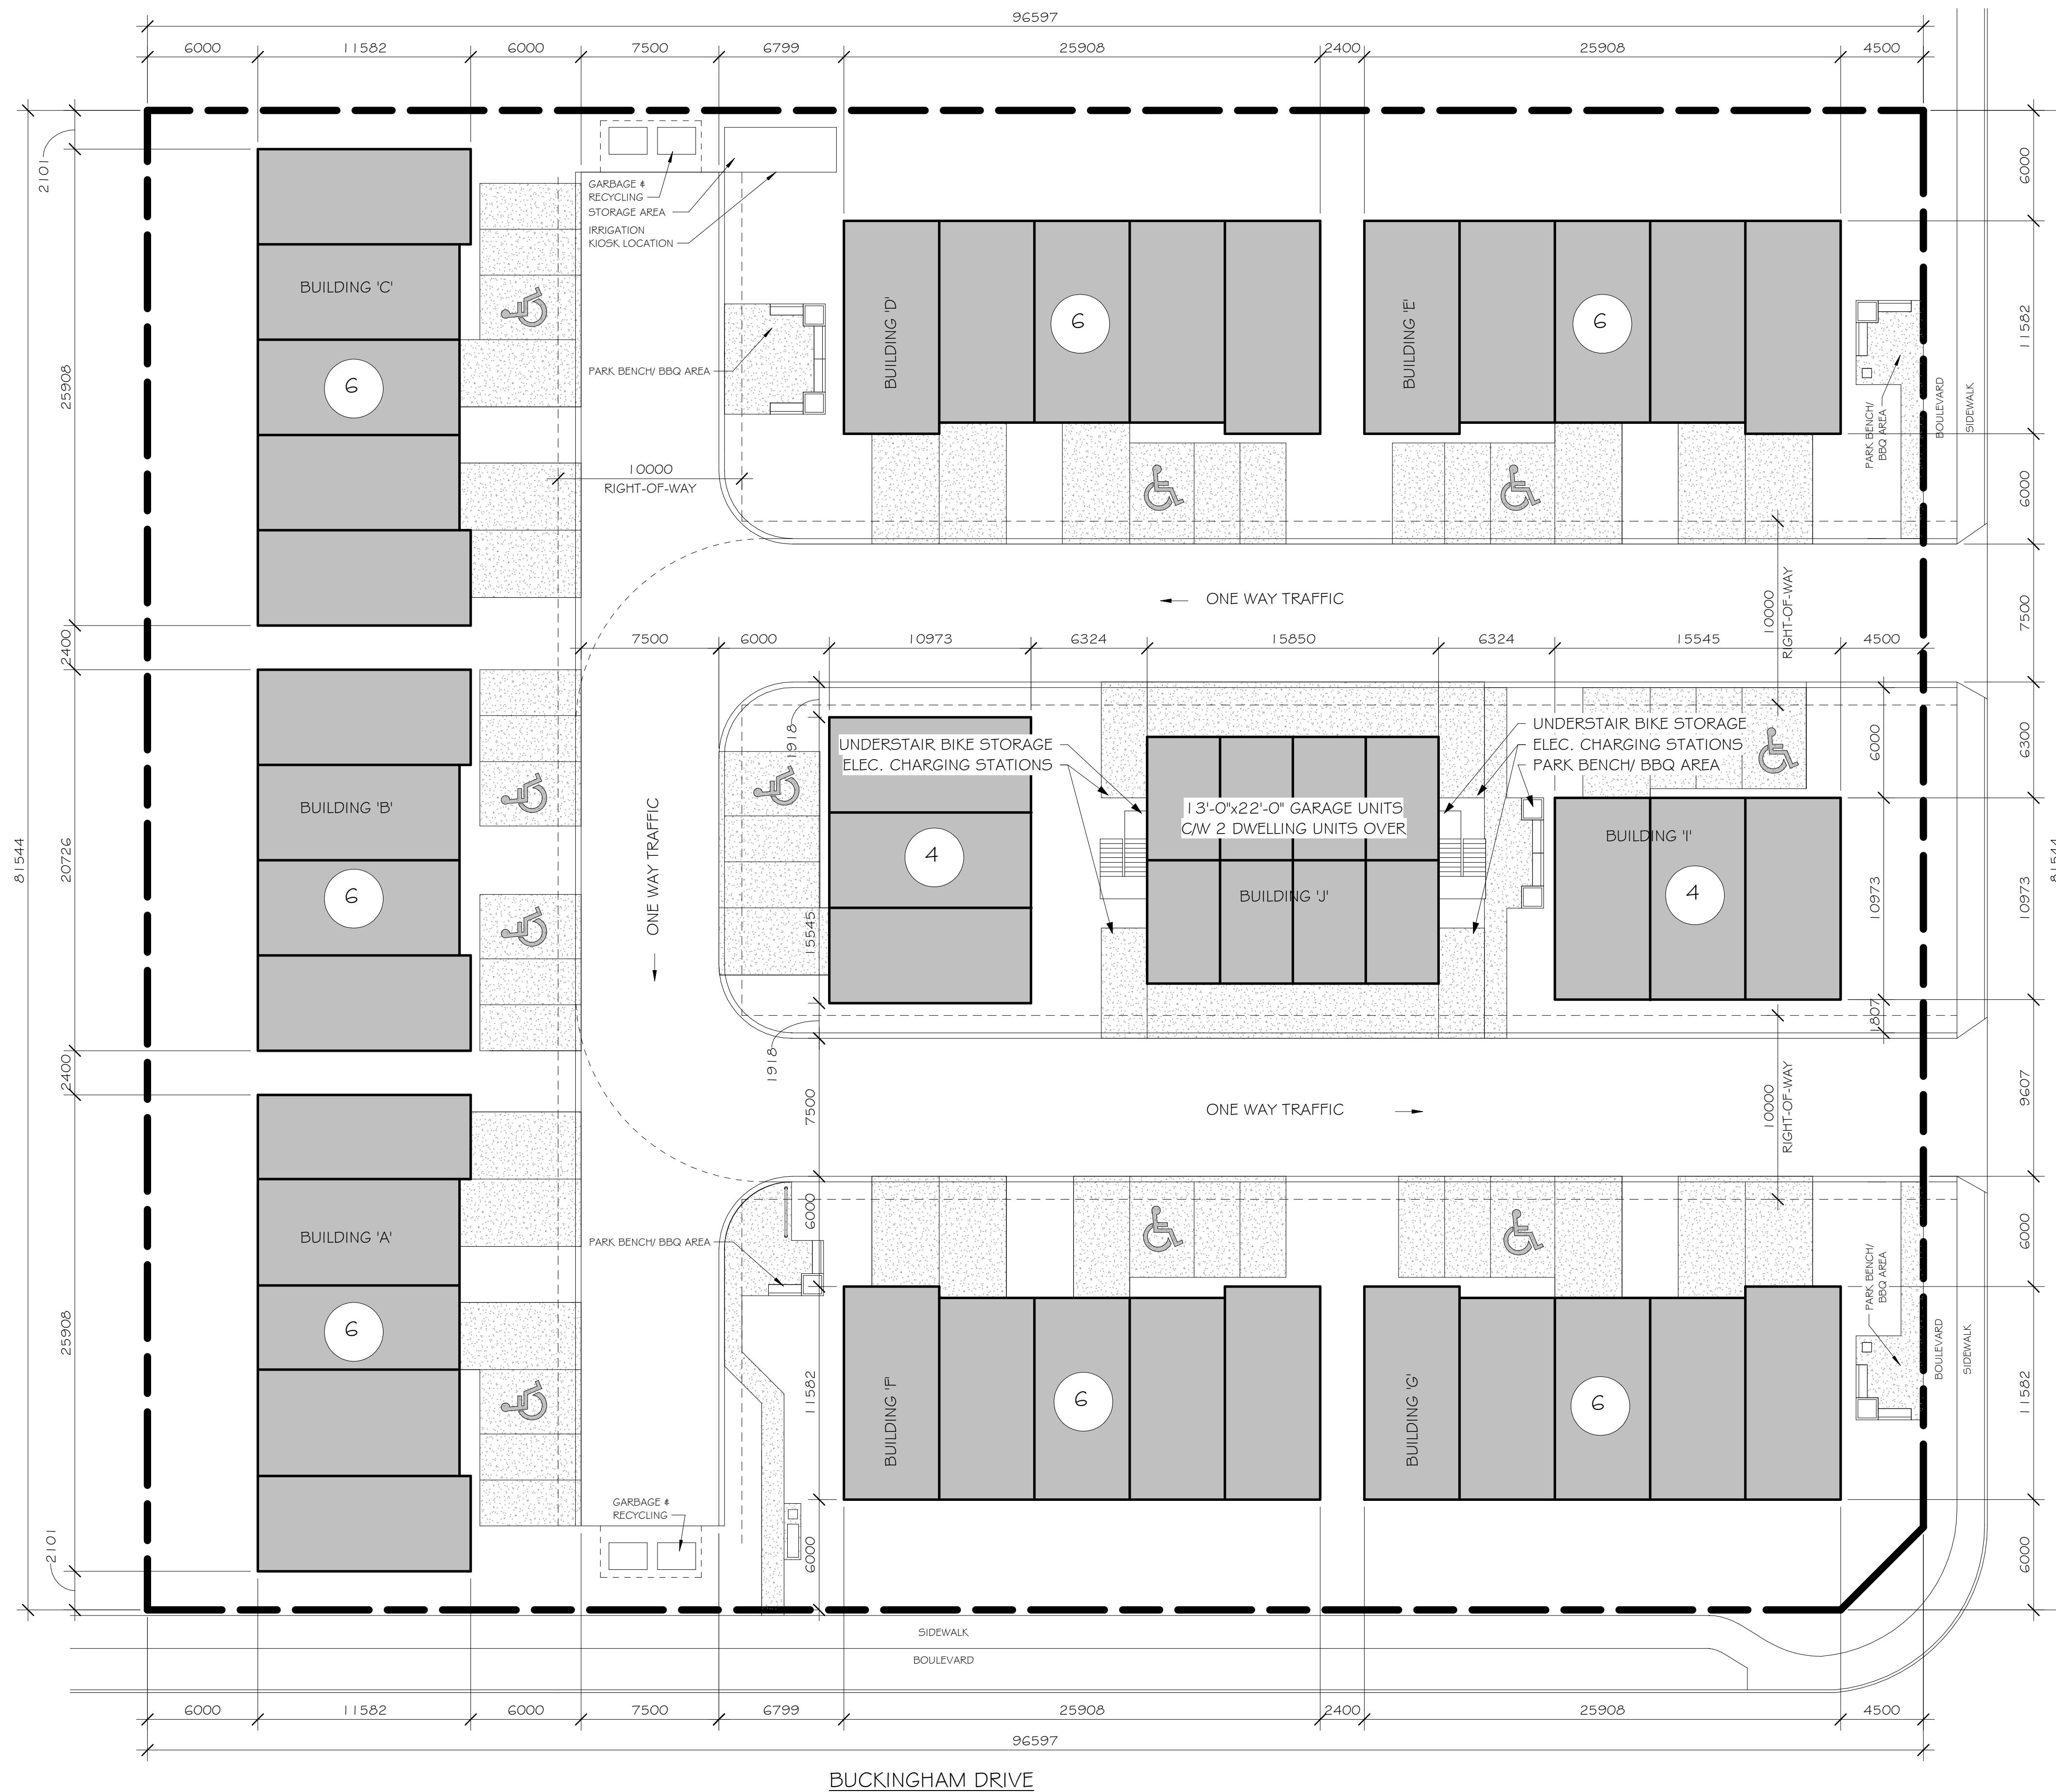 96597
6000 11582 6000 7500 6799 25908 2400 25908 4500
2101
6000
GARBAGE &
RECYCLING
STORAGE AREA
IRRIGATION
KIOSK LOCATION
BUILDING 'C'
6
BUILDING 'D'
6
BUILDING 'E'
6
11582
PARK BENCH/ BBQ AREA
PARK BENCH/
BBQ AREA
BOULEVARD
SIDEWALK
25908
10000
RIGHT-OF-WAY
6000
ONE WAY TRAFFIC
10000
RIGHT-OF-WAY
7500
2400
7500 6000 10973 6324 15850 6324 15545 4500
1918
UNDERSTAIR BIKE STORAGE
ELEC. CHARGING STATIONS
UNDERSTAIR BIKE STORAGE
ELEC. CHARGING STATIONS
PARK BENCH/ BBQ AREA
6000
6300
BUILDING 'B'
6
ONE WAY TRAFFIC
4
13'-0"x22'-0" GARAGE UNITS
C/W 2 DWELLING UNITS OVER
BUILDING 'J'
BUILDING 'I'
4
81544
20726
15545
10973
10973
81544
1807
1918
2400
7500
ONE WAY TRAFFIC
10000
RIGHT-OF-WAY
9607
BUILDING 'A'
6
PARK BENCH/ BBQ AREA
6000
6000
PARK BENCH/
BBQ AREA
BOULEVARD
SIDEWALK
25908
11582
BUILDING 'F'
6
BUILDING 'G'
6
11582
GARBAGE &
RECYCLING
2101
6000
6000
SIDEWALK
BOULEVARD
6000 11582 6000 7500 6799 25908 2400 25908 4500
96597
BUCKINGHAM DRIVE